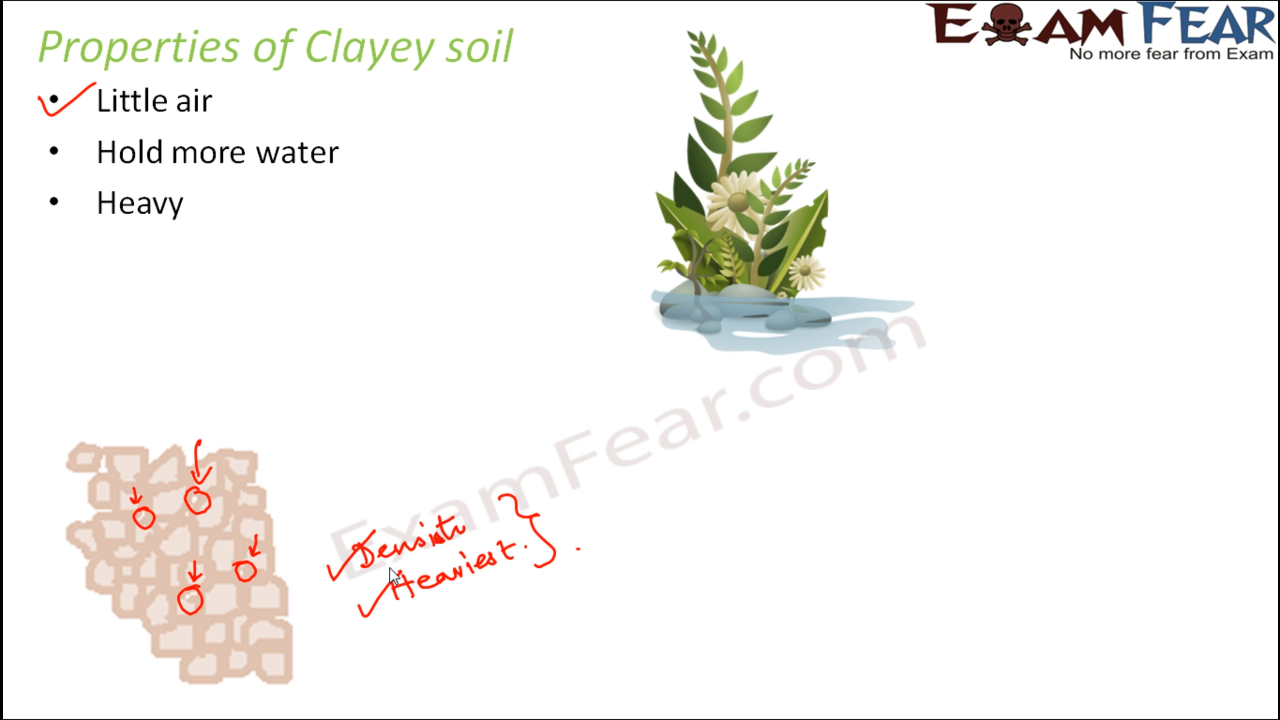 Properties of Clayey soil
EXAM FEAR
No more fear from Exam
• Little air
• Hold more water
• Heavy
ExamFear.com
Heaviest.